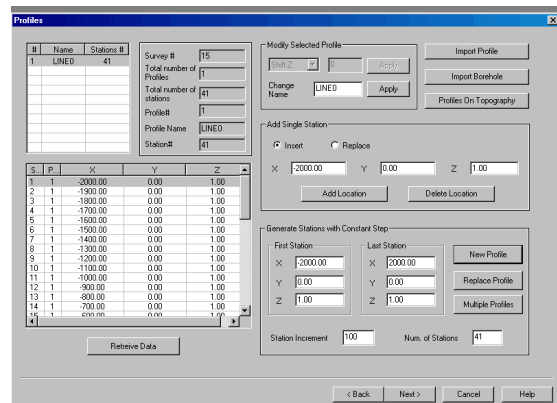 Profiles
# Name Stations #
1 LINE0 41
Survey # 15
Total number of Profiles 1
Total number of stations 41
Profile# 1
Profile Name LINE0
Station# 41
Modify Selected Profile
Shift Z 0 Apply
Change Name LINE0 Apply
Import Profile
Import Borehole
Profiles On Topography
Add Single Station
Insert Replace
X -2000.00 Y 0.00 Z 1.00
Add Location Delete Location
S... P... X Y Z
1 1 -2000.00 0.00 1.00
2 1 -1900.00 0.00 1.00
3 1 -1800.00 0.00 1.00
4 1 -1700.00 0.00 1.00
5 1 -1600.00 0.00 1.00
6 1 -1500.00 0.00 1.00
7 1 -1400.00 0.00 1.00
8 1 -1300.00 0.00 1.00
9 1 -1200.00 0.00 1.00
10 1 -1100.00 0.00 1.00
11 1 -1000.00 0.00 1.00
12 1 -900.00 0.00 1.00
13 1 -800.00 0.00 1.00
14 1 -700.00 0.00 1.00
15 1 -600.00 0.00 1.00
Retreive Data
Generate Stations with Constant Step
First Station
X -2000.00
Y 0.00
Z 1.00
Last Station
X 2000.00
Y 0.00
Z 1.00
New Profile
Replace Profile
Multiple Profiles
Station Increment 100 Num. of Stations 41
< Back Next > Cancel Help